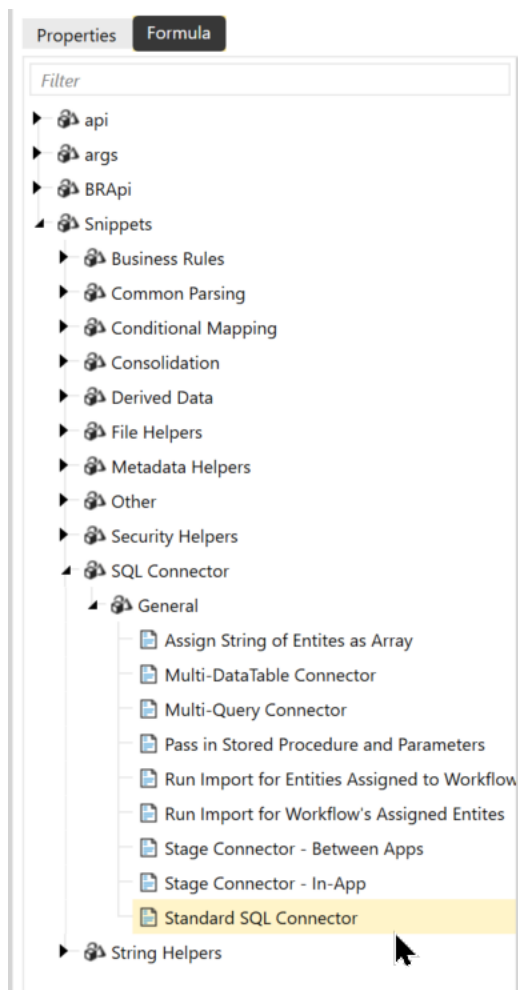 Properties Formula
Filter
api
args
BRApi
Snippets
Business Rules
Common Parsing
Conditional Mapping
Consolidation
Derived Data
File Helpers
Metadata Helpers
Other
Security Helpers
SQL Connector
General
Assign String of Entites as Array
Multi-DataTable Connector
Multi-Query Connector
Pass in Stored Procedure and Parameters
Run Import for Entities Assigned to Workflow
Run Import for Workflow's Assigned Entites
Stage Connector - Between Apps
Stage Connector - In-App
Standard SQL Connector
String Helpers